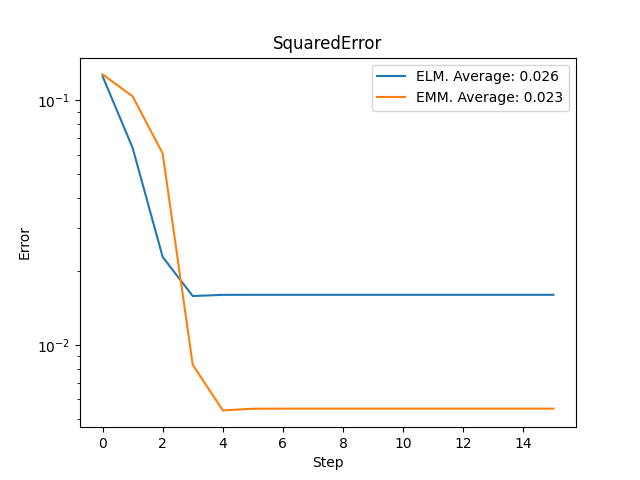 SquaredError
ELM. Average: 0.026
EMM. Average: 0.023
Error
10⁻¹
10⁻²
0 2 4 6 8 10 12 14
Step